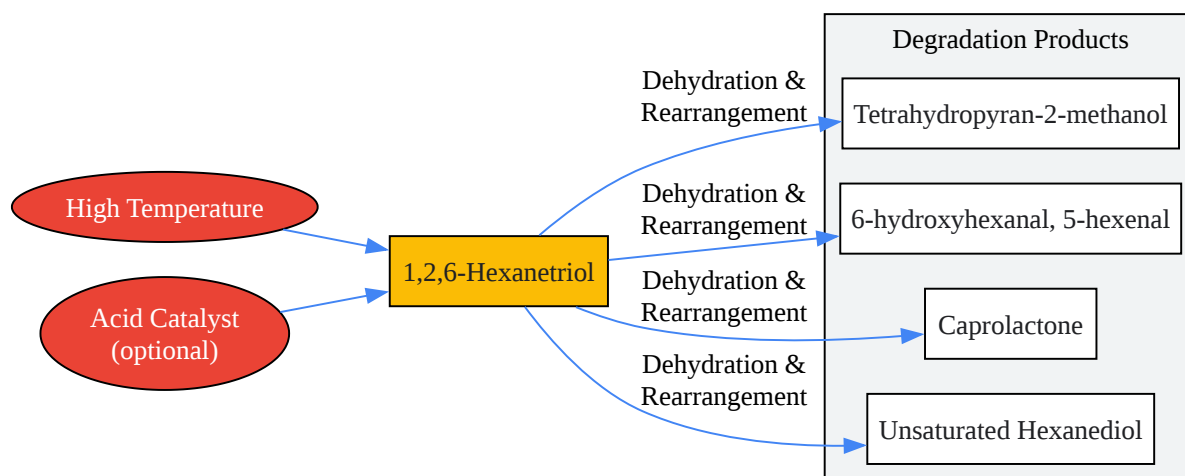 Degradation Products
Dehydration &
Rearrangement
Tetrahydropyran-2-methanol
High Temperature
Dehydration &
Rearrangement
6-hydroxyhexanal, 5-hexenal
1,2,6-Hexanetriol
Acid Catalyst
(optional)
Dehydration &
Rearrangement
Caprolactone
Dehydration &
Rearrangement
Unsaturated Hexanediol